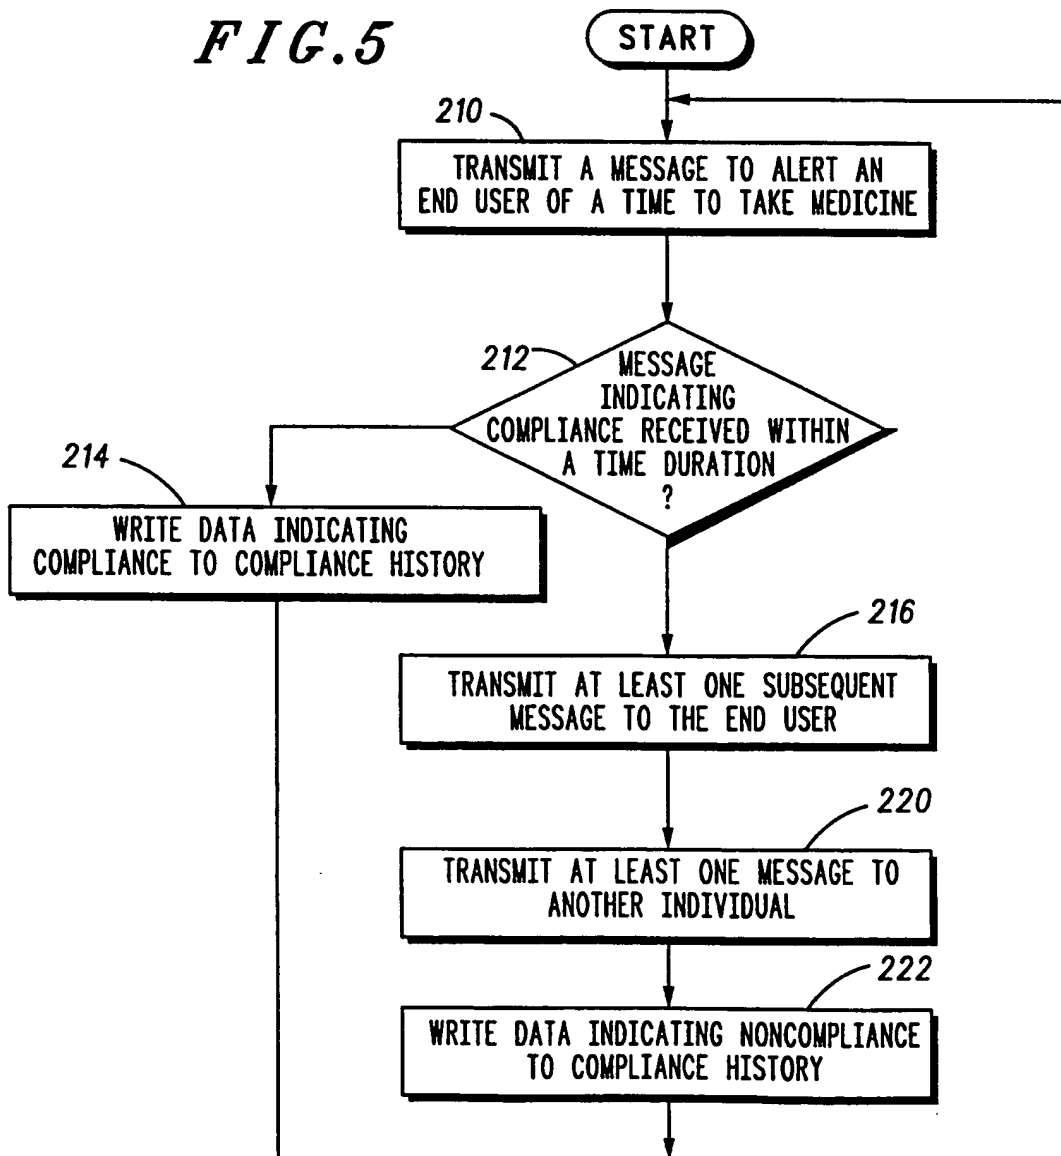 FIG.5
START
210
TRANSMIT A MESSAGE TO ALERT AN
END USER OF A TIME TO TAKE MEDICINE
212
MESSAGE
INDICATING
COMPLIANCE RECEIVED WITHIN
A TIME DURATION
?
214
WRITE DATA INDICATING
COMPLIANCE TO COMPLIANCE HISTORY
216
TRANSMIT AT LEAST ONE SUBSEQUENT
MESSAGE TO THE END USER
220
TRANSMIT AT LEAST ONE MESSAGE TO
ANOTHER INDIVIDUAL
222
WRITE DATA INDICATING NONCOMPLIANCE
TO COMPLIANCE HISTORY